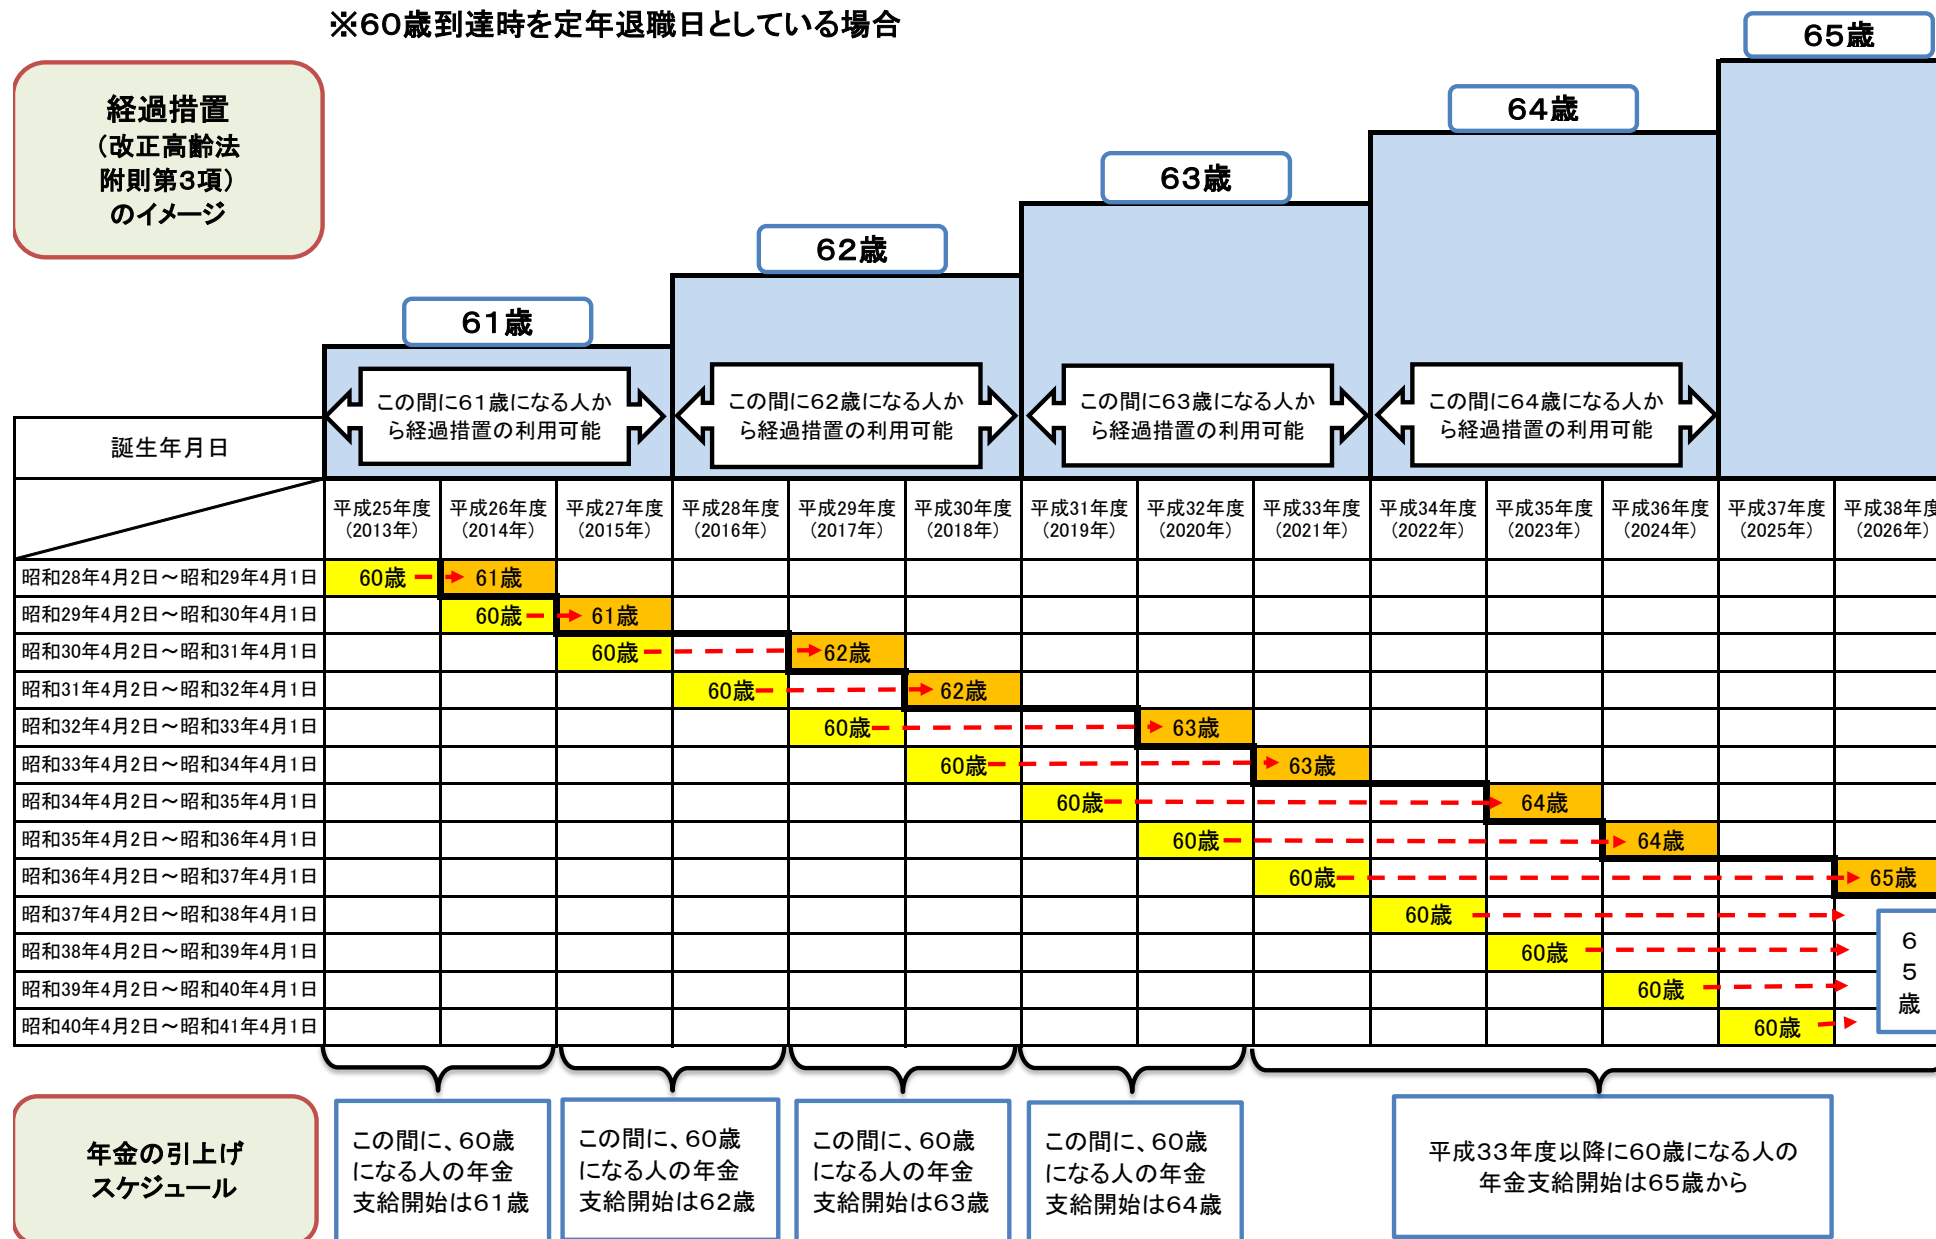 ※60歳到達時を定年退職日としている場合
経過措置
（改正高齢法
附則第3項）
のイメージ
61歳
62歳
63歳
64歳
65歳
この間に61歳になる人か
ら経過措置の利用可能
この間に62歳になる人か
ら経過措置の利用可能
この間に63歳になる人か
ら経過措置の利用可能
この間に64歳になる人か
ら経過措置の利用可能
誕生年月日
平成25年度
（2013年）
平成26年度
（2014年）
平成27年度
（2015年）
平成28年度
（2016年）
平成29年度
（2017年）
平成30年度
（2018年）
平成31年度
（2019年）
平成32年度
（2020年）
平成33年度
（2021年）
平成34年度
（2022年）
平成35年度
（2023年）
平成36年度
（2024年）
平成37年度
（2025年）
平成38年度
（2026年）
昭和28年4月2日～昭和29年4月1日 60歳 61歳
昭和29年4月2日～昭和30年4月1日 60歳 61歳
昭和30年4月2日～昭和31年4月1日 60歳 62歳
昭和31年4月2日～昭和32年4月1日 60歳 62歳
昭和32年4月2日～昭和33年4月1日 60歳 63歳
昭和33年4月2日～昭和34年4月1日 60歳 63歳
昭和34年4月2日～昭和35年4月1日 60歳 64歳
昭和35年4月2日～昭和36年4月1日 60歳 64歳
昭和36年4月2日～昭和37年4月1日 60歳 65歳
昭和37年4月2日～昭和38年4月1日 60歳
昭和38年4月2日～昭和39年4月1日 60歳
昭和39年4月2日～昭和40年4月1日 60歳
昭和40年4月2日～昭和41年4月1日 60歳
65歳
年金の引上げ
スケジュール
この間に、60歳
になる人の年金
支給開始は61歳
この間に、60歳
になる人の年金
支給開始は62歳
この間に、60歳
になる人の年金
支給開始は63歳
この間に、60歳
になる人の年金
支給開始は64歳
平成33年度以降に60歳になる人の
年金支給開始は65歳から